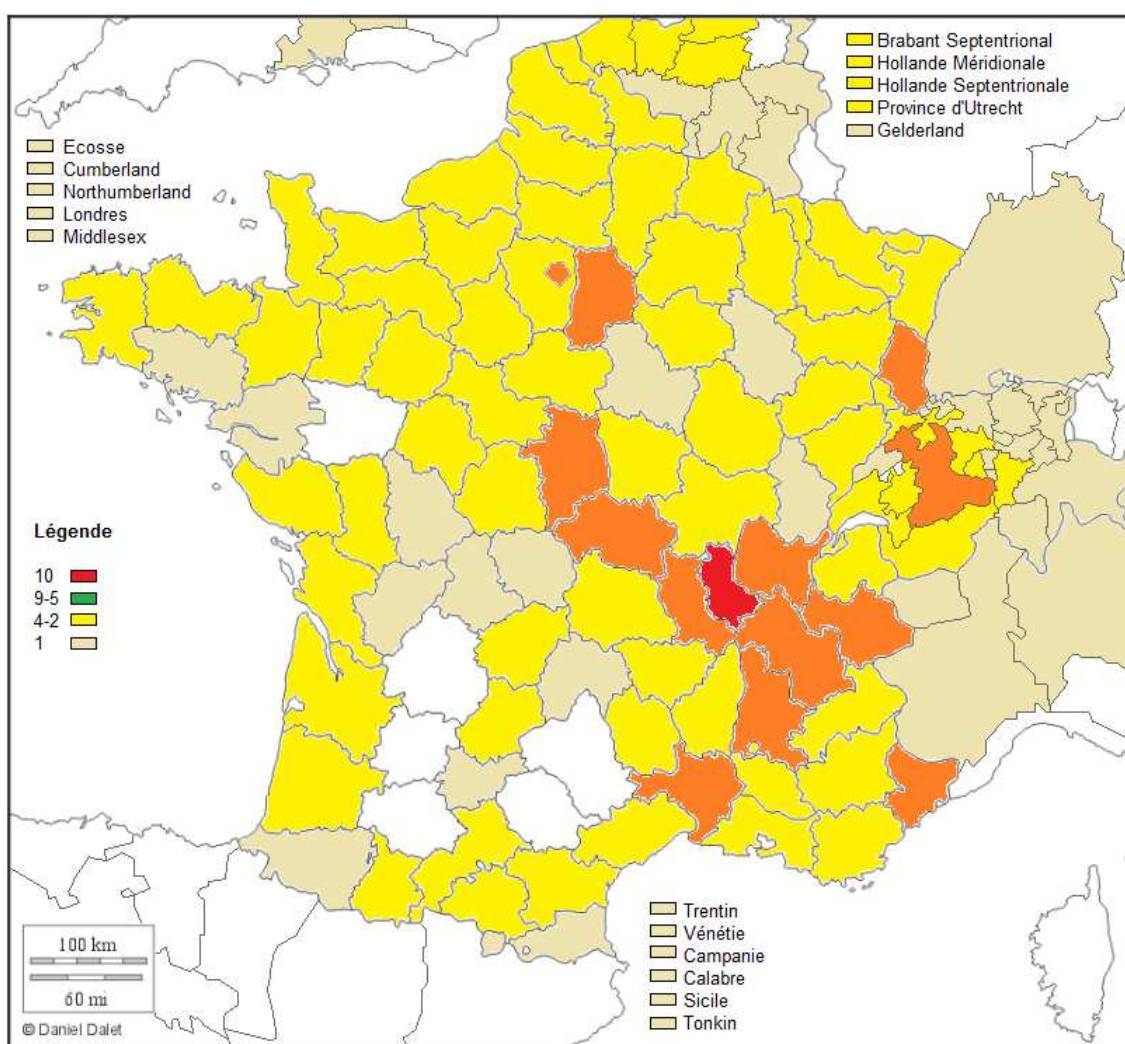 Brabant Septentrional
Hollande Méridionale
Hollande Septentrionale
Province d'Utrecht
Gelderland
Ecosse
Cumberland
Northumberland
Londres
Middlesex
Légende
10
9-5
4-2
1
Trentin
Vénétie
Campanie
Calabre
Sicile
Tonkin
100 km
60 mi
© Daniel Dalet